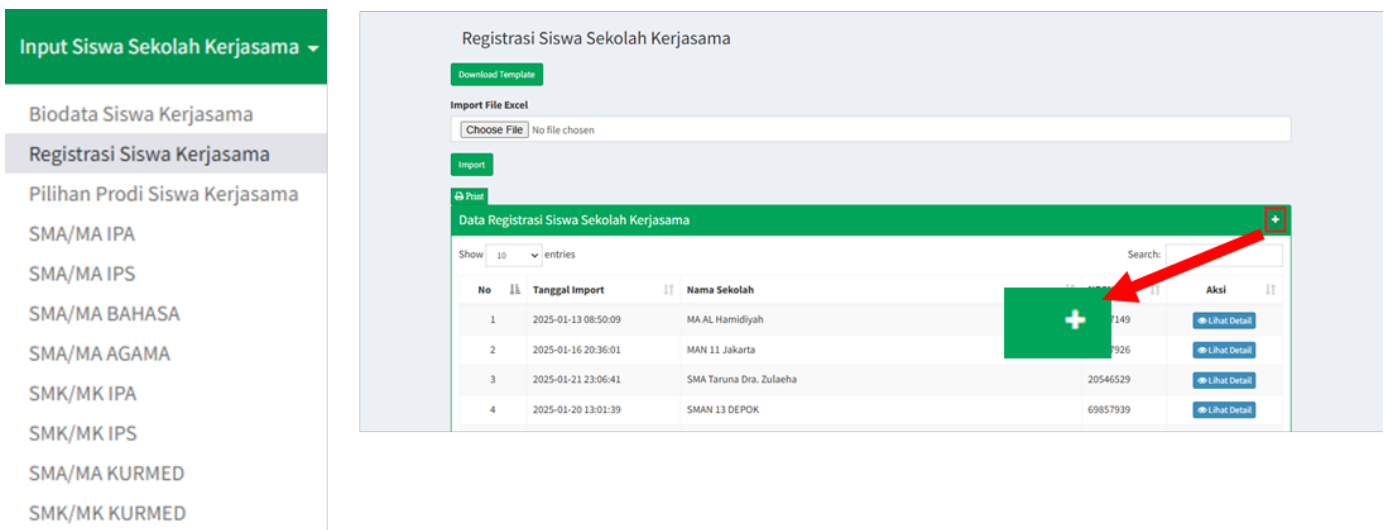 Input Siswa Sekolah Kerjasama
Biodata Siswa Kerjasama
Registrasi Siswa Kerjasama
Pilihan Prodi Siswa Kerjasama
SMA/MA IPA
SMA/MA IPS
SMA/MA BAHASA
SMA/MA AGAMA
SMK/MK IPA
SMK/MK IPS
SMA/MA KURMED
SMK/MK KURMED
Registrasi Siswa Sekolah Kerjasama
Download Template
Import File Excel
Choose File No file chosen
Import
Print
Data Registrasi Siswa Sekolah Kerjasama +
Show 10 entries Search:
No Tanggal Import Nama Sekolah Aksi
1 2025-01-13 08:50:09 MA AL Hamidiyah + 7149 Lihat Detail
2 2025-01-16 20:36:01 MAN 11 Jakarta 7926 Lihat Detail
3 2025-01-21 23:06:41 SMA Taruna Dra. Zulaeha 20546529 Lihat Detail
4 2025-01-20 13:01:39 SMAN 13 DEPOK 69857939 Lihat Detail